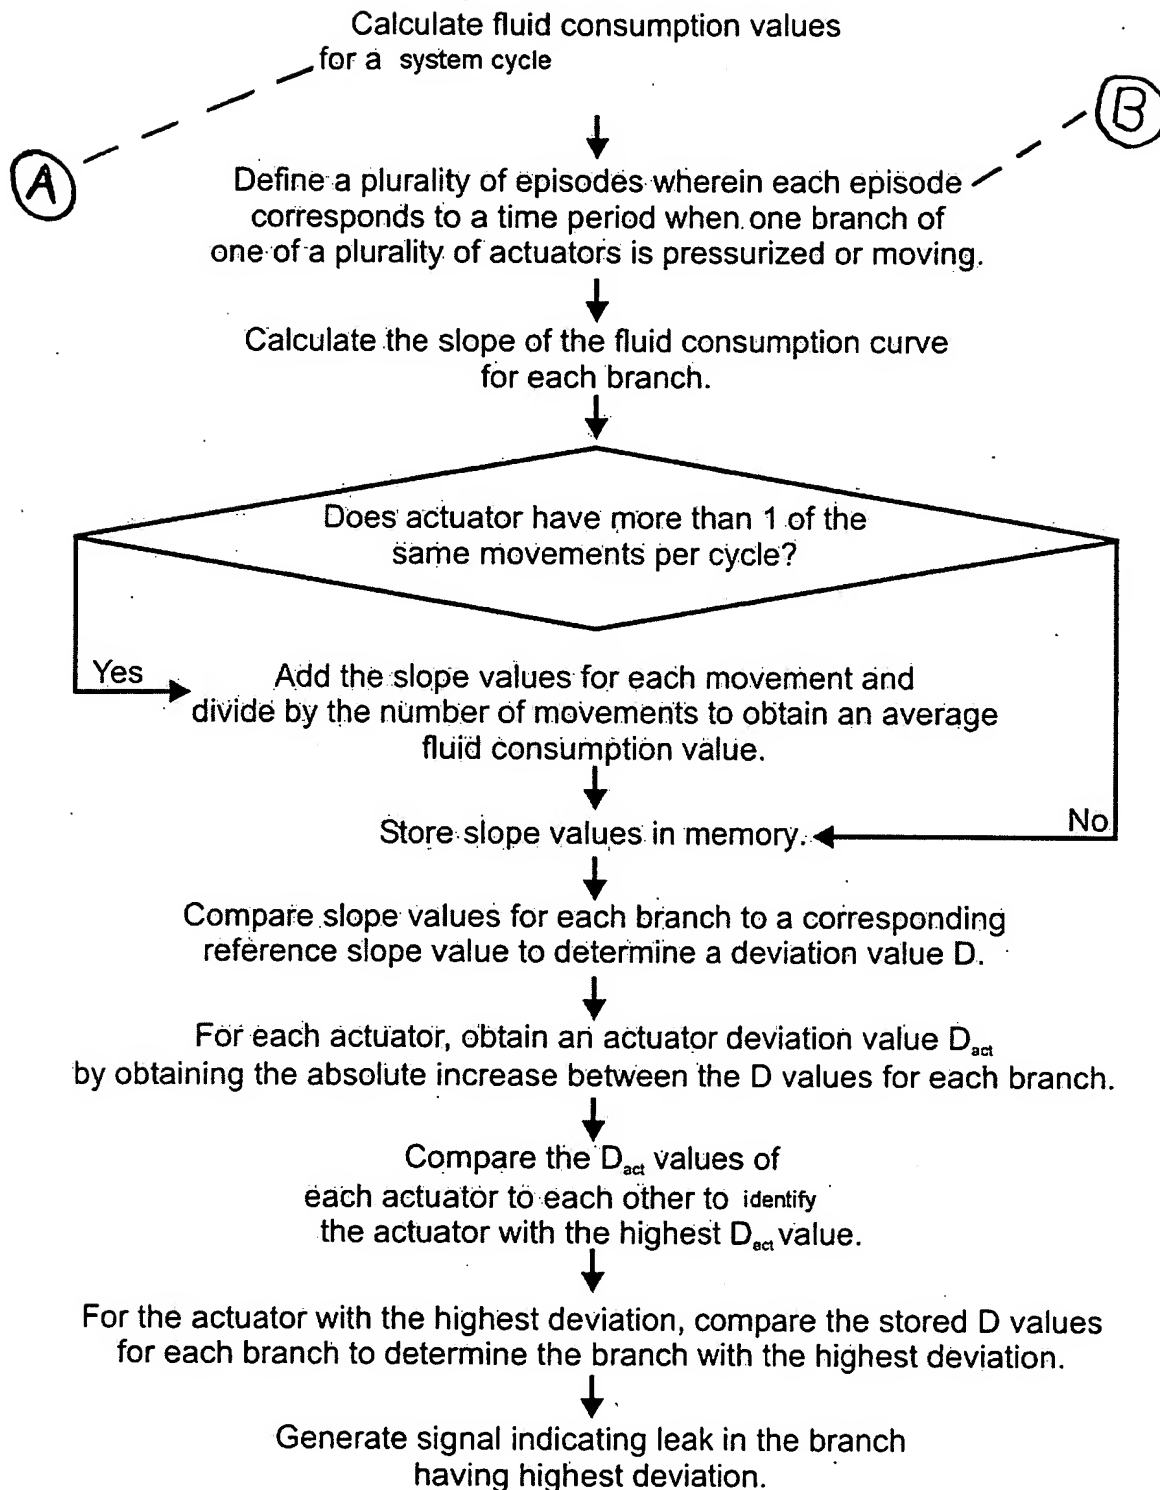 Calculate fluid consumption values
for a system cycle
A
B
Define a plurality of episodes wherein each episode
corresponds to a time period when one branch of
one of a plurality of actuators is pressurized or moving.
Calculate the slope of the fluid consumption curve
for each branch.
Does actuator have more than 1 of the
same movements per cycle?
Yes
Add the slope values for each movement and
divide by the number of movements to obtain an average
fluid consumption value.
Store slope values in memory.
No
Compare slope values for each branch to a corresponding
reference slope value to determine a deviation value D.
For each actuator, obtain an actuator deviation value Dact
by obtaining the absolute increase between the D values for each branch.
Compare the Dact values of
each actuator to each other to identify
the actuator with the highest Dact value.
For the actuator with the highest deviation, compare the stored D values
for each branch to determine the branch with the highest deviation.
Generate signal indicating leak in the branch
having highest deviation.